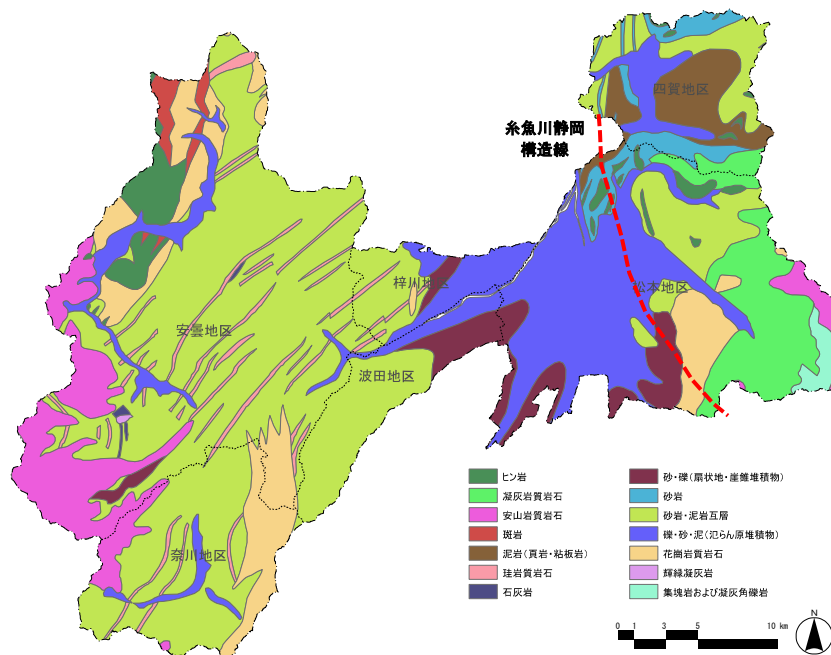 四賀地区
糸魚川静岡
構造線
梓川地区
松本地区
安曇地区
波田地区
奈川地区
ヒン岩
凝灰岩質岩石
安山岩質岩石
斑岩
泥岩(頁岩・粘板岩)
珪岩質岩石
石灰岩
砂・礫(扇状地・崖錐堆積物)
砂岩
砂岩・泥岩互層
礫・砂・泥(氾らん原堆積物)
花崗岩質岩石
輝緑凝灰岩
集塊岩および凝灰角礫岩
0 1 3 5 10 km
N